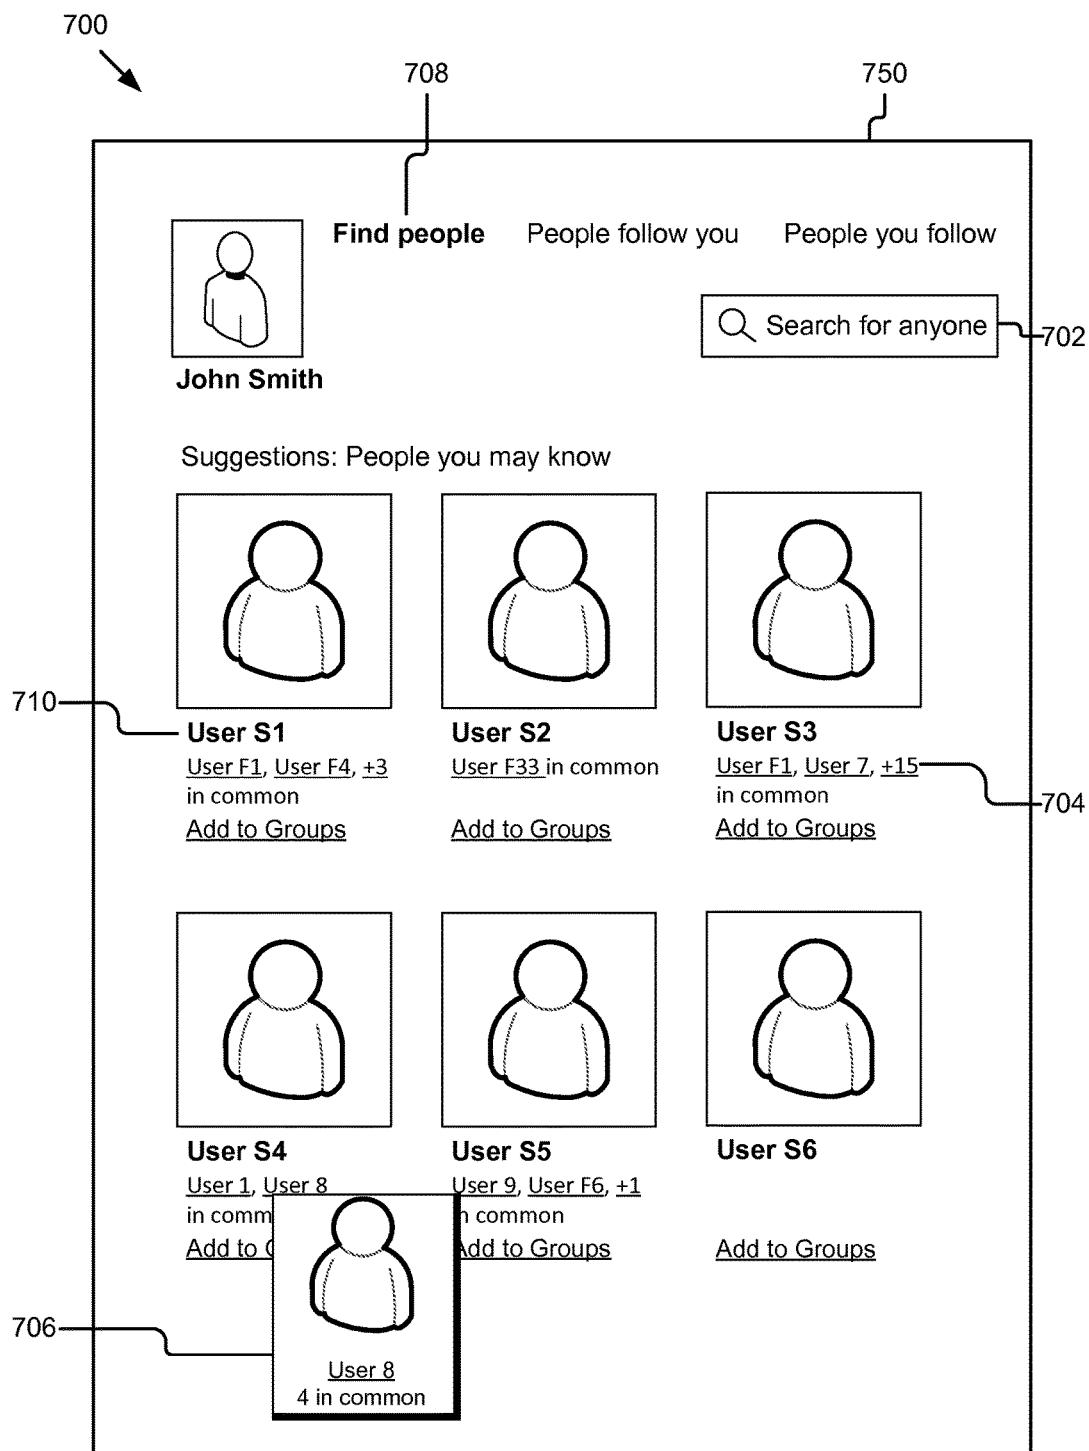 700
708
750
Find people People follow you People you follow
Search for anyone
702
John Smith
Suggestions: People you may know
710
User S1 User S2 User S3
User F1, User F4, +3 User F33 in common User F1, User 7, +15
in common in common
704
Add to Groups Add to Groups Add to Groups
User S4 User S5 User S6
User 1, User 8 User 9, User F6, +1
in comm common
Add to Add to Groups Add to Groups
706
User 8
4 in common